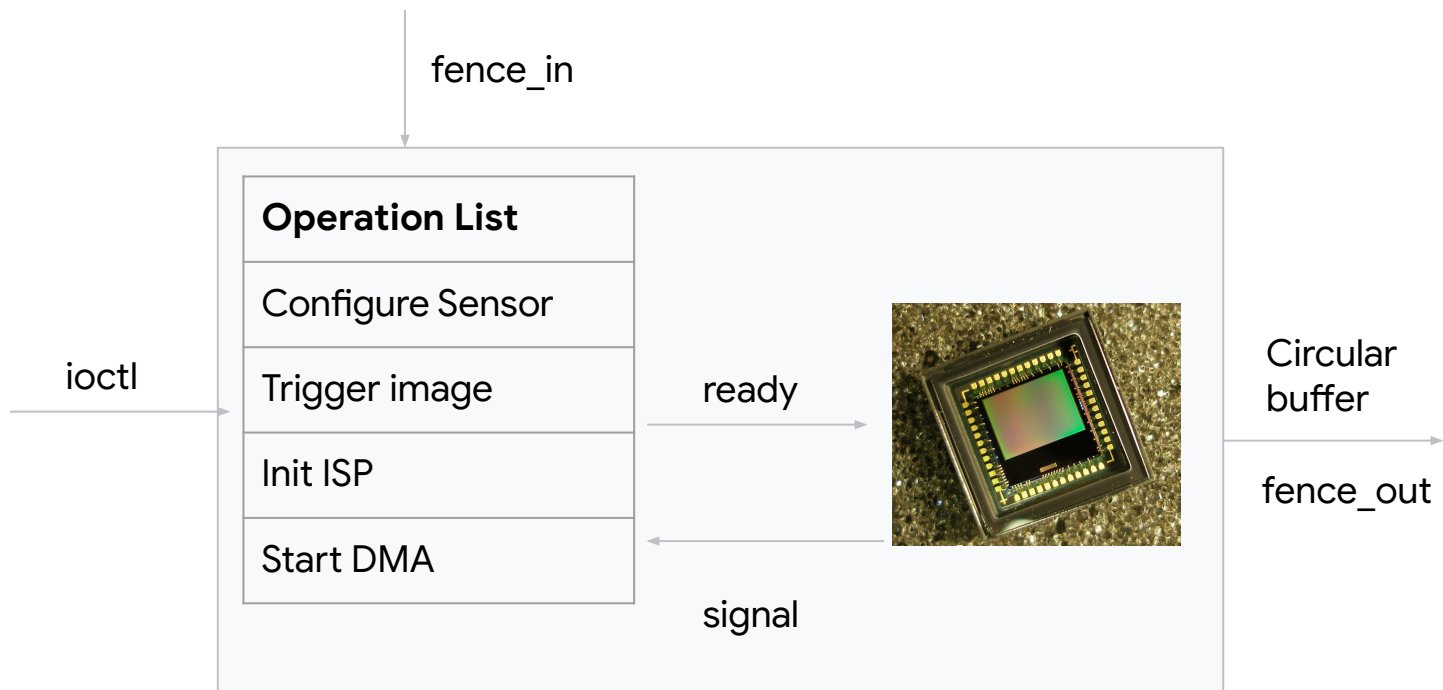 fence_in
Operation List
Configure Sensor
Trigger image
Init ISP
Start DMA
ioctl
ready
signal
Circular
buffer
fence_out